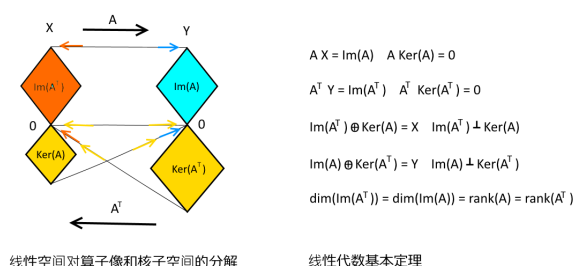 X
A
Y
Im(Aᵀ)
Im(A)
0
0
Ker(A)
Ker(Aᵀ)
Aᵀ
线性空间对算子像和核子空间的分解
A X = Im(A) A Ker(A) = 0
Aᵀ Y = Im(Aᵀ) Aᵀ Ker(Aᵀ) = 0
Im(Aᵀ) ⊕ Ker(A) = X Im(Aᵀ) ⊥ Ker(A)
Im(A) ⊕ Ker(Aᵀ) = Y Im(A) ⊥ Ker(Aᵀ)
dim(Im(Aᵀ)) = dim(Im(A)) = rank(A) = rank(Aᵀ)
线性代数基本定理